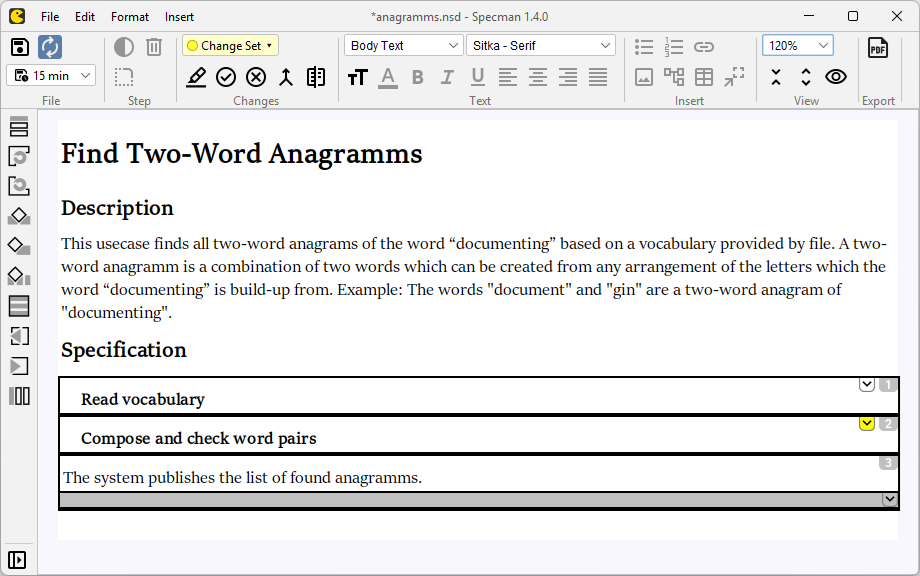 File Edit Format Insert *anagramms.nsd - Specman 1.4.0
Change Set Body Text Sitka - Serif 120% PDF
15 min
File Step Changes Text Insert View Export
Find Two-Word Anagramms
Description
This usecase finds all two-word anagrams of the word “documenting” based on a vocabulary provided by file. A two-
word anagramm is a combination of two words which can be created from any arrangement of the letters which the
word “documenting” is build-up from. Example: The words "document" and "gin" are a two-word anagram of
"documenting".
Specification
Read vocabulary 1
Compose and check word pairs 2
The system publishes the list of found anagramms. 3